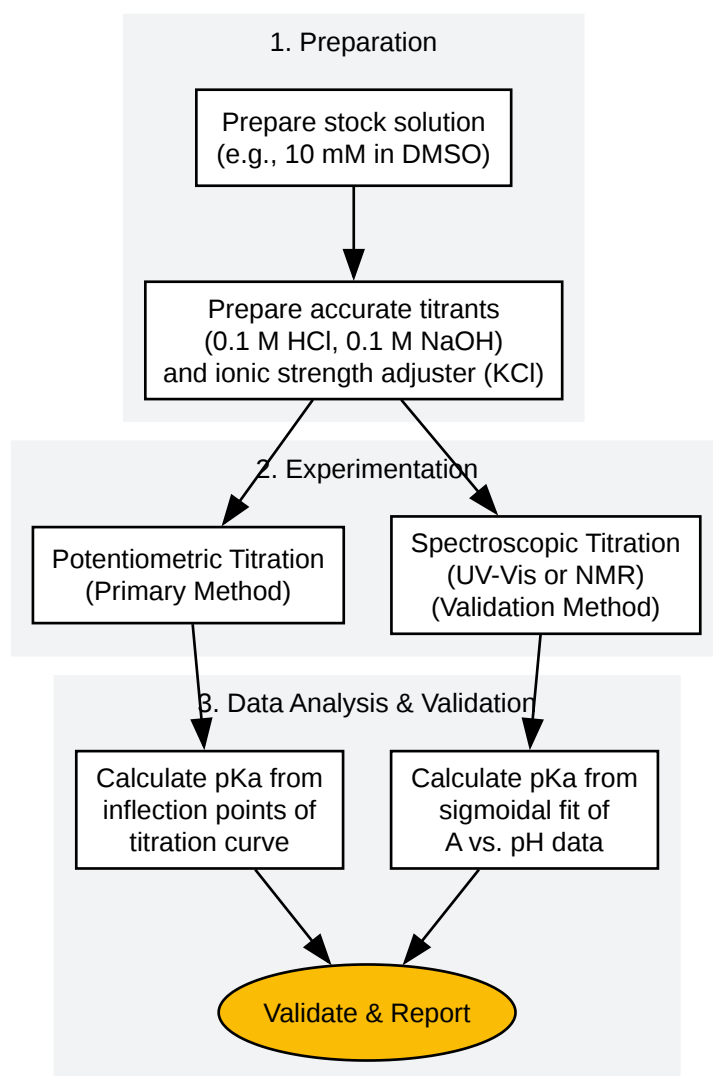 1. Preparation
Prepare stock solution
(e.g., 10 mM in DMSO)
Prepare accurate titrants
(0.1 M HCl, 0.1 M NaOH)
and ionic strength adjuster (KCl)
2. Experimentation
Potentiometric Titration
(Primary Method)
Spectroscopic Titration
(UV-Vis or NMR)
(Validation Method)
3. Data Analysis & Validation
Calculate pKa from
inflection points of
titration curve
Calculate pKa from
sigmoidal fit of
A vs. pH data
Validate & Report